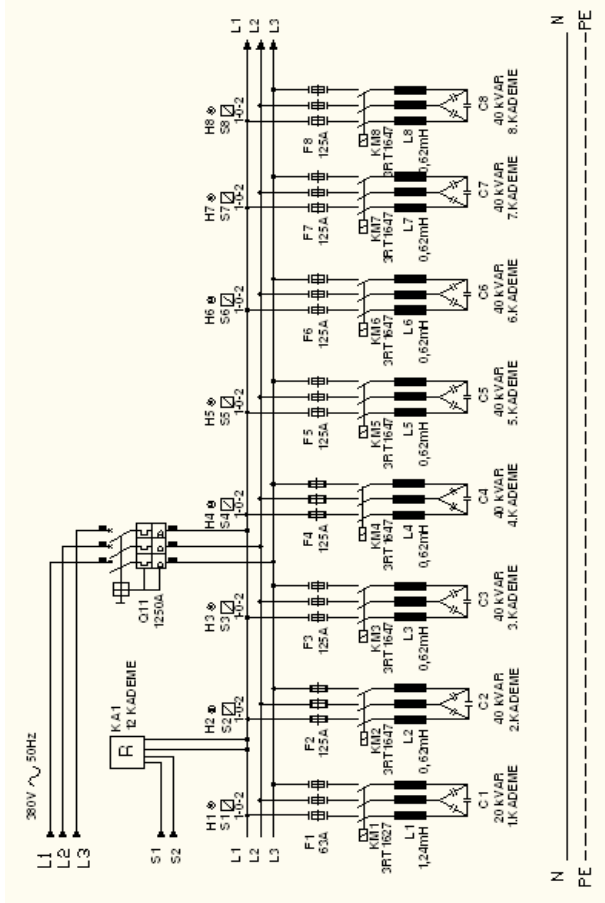 380V 50Hz
L1
L2
L3
S1
S2
KA1
12 KADEME
R
Q11
1250A
H1
S1
1-0-2
H2
S2
1-0-2
H3
S3
1-0-2
H4
S4
1-0-2
H5
S5
1-0-2
H6
S6
1-0-2
H7
S7
1-0-2
H8
S8
1-0-2
L1
L2
L3
L1
L2
L3
F1
63A
F2
125A
F3
125A
F4
125A
F5
125A
F6
125A
F7
125A
F8
125A
KM1
3RT1627
KM2
3RT1647
KM3
3RT1647
KM4
3RT1647
KM5
3RT1647
KM6
3RT1647
KM7
3RT1647
KM8
3RT1647
L1
1,24mH
L2
0,62mH
L3
0,62mH
L4
0,62mH
L5
0,62mH
L6
0,62mH
L7
0,62mH
L8
0,62mH
C1
20 kVAR
1.KADEME
C2
40 kVAR
2.KADEME
C3
40 kVAR
3.KADEME
C4
40 kVAR
4.KADEME
C5
40 kVAR
5.KADEME
C6
40 kVAR
6.KADEME
C7
40 kVAR
7.KADEME
C8
40 kVAR
8.KADEME
N
N
PE
PE